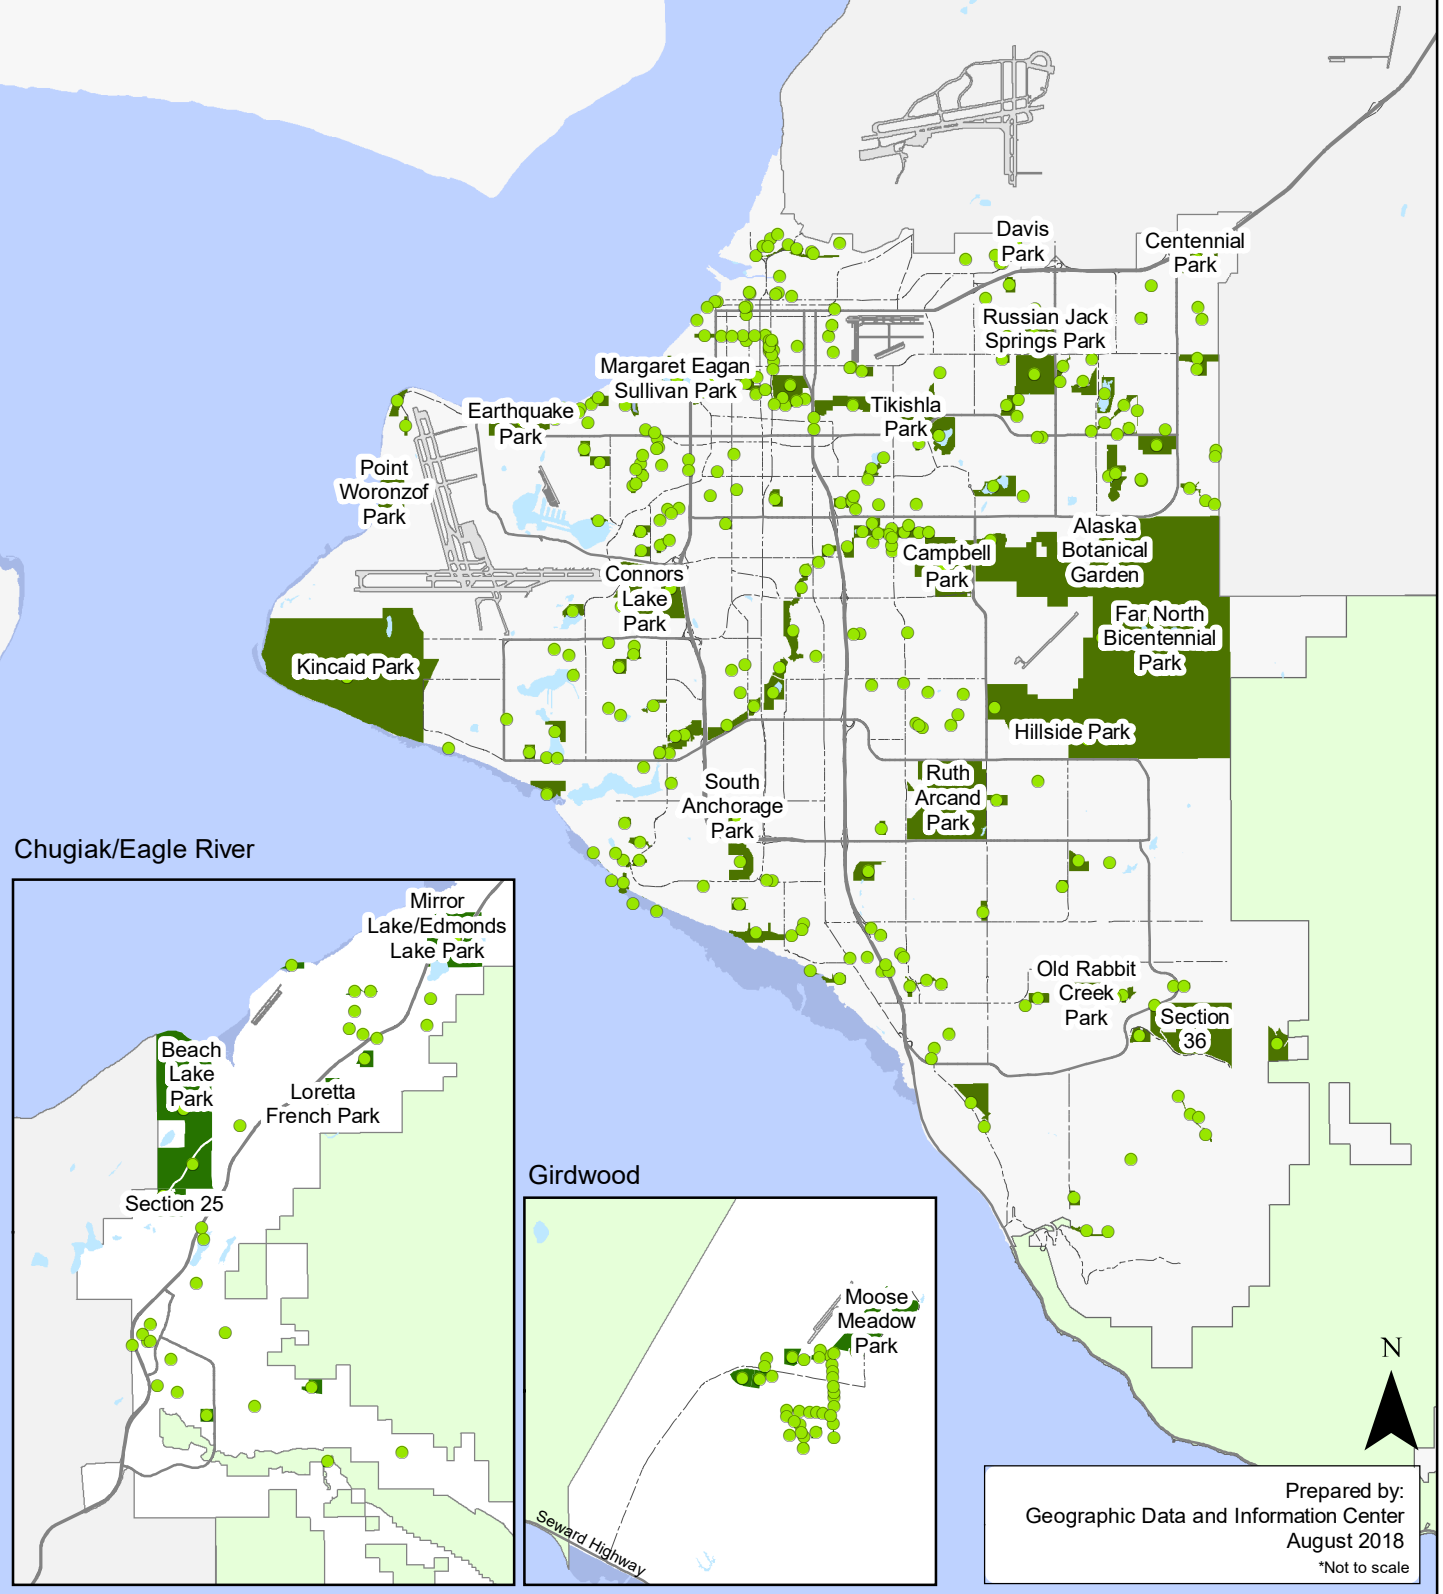 Davis
Park
Centennial
Park
Russian Jack
Springs Park
Margaret Eagan
Sullivan Park
Earthquake
Park
Tikishla
Park
Point
Woronzof
Park
Alaska
Botanical
Garden
Campbell
Park
Connors
Lake
Park
Far North
Bicentennial
Park
Kincaid Park
Hillside Park
South
Anchorage
Park
Ruth
Arcand
Park
Old Rabbit
Creek
Park
Section
36
Chugiak/Eagle River
Mirror
Lake/Edmonds
Lake Park
Beach
Lake
Park
Loretta
French Park
Section 25
Girdwood
Moose
Meadow
Park
Seward Highway
N
Prepared by:
Geographic Data and Information Center
August 2018
*Not to scale